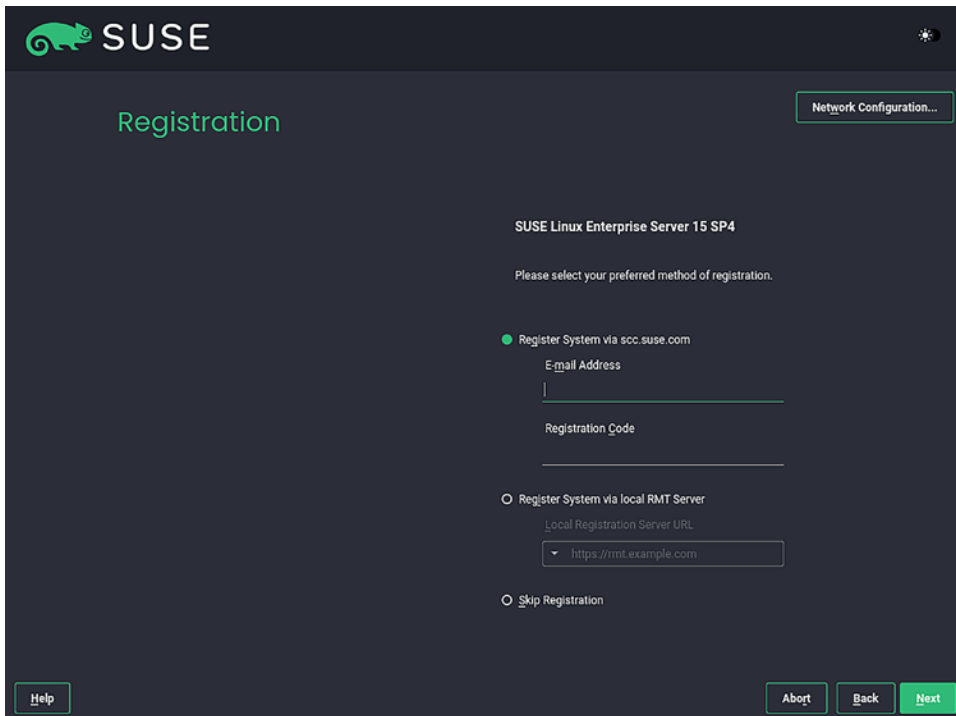 SUSE
Network Configuration...
Registration
SUSE Linux Enterprise Server 15 SP4
Please select your preferred method of registration.
Register System via scc.suse.com
E-mail Address
Registration Code
Register System via local RMT Server
Local Registration Server URL
https://rmt.example.com
Skip Registration
Help
Abort
Back
Next